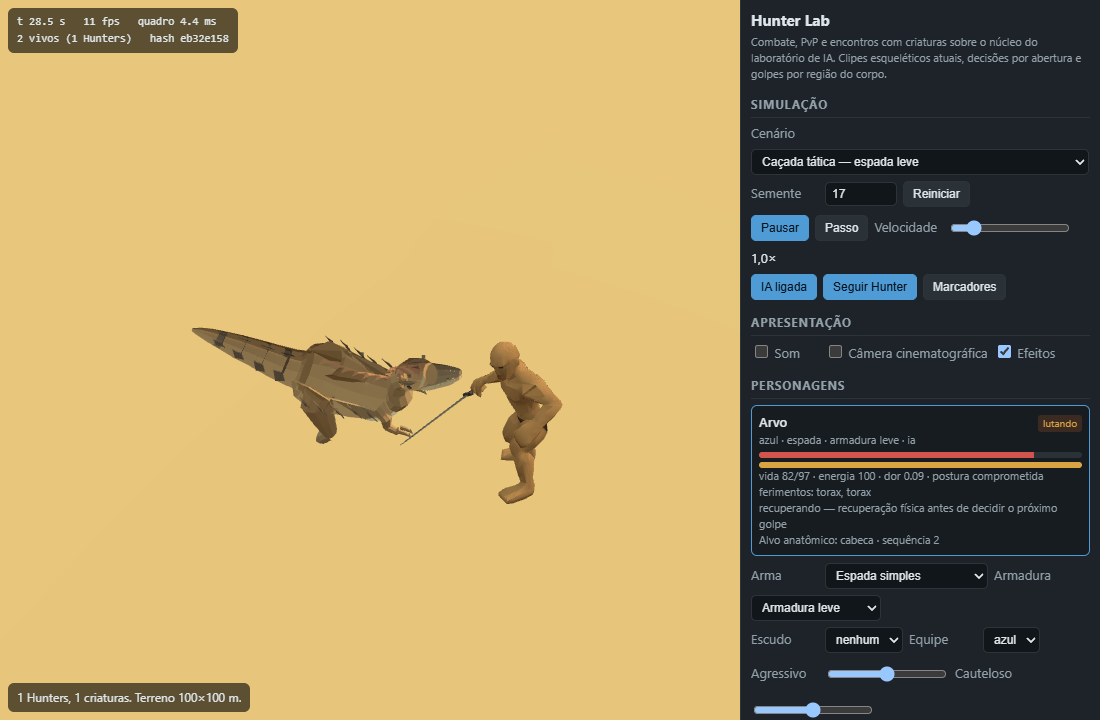 t 28.5 s 11 fps quadro 4.4 ms
2 vivos (1 Hunters) hash eb32e158
1 Hunters, 1 criaturas. Terreno 100×100 m.
Hunter Lab
Combate, PvP e encontros com criaturas sobre o núcleo do
laboratório de IA. Clipes esqueléticos atuais, decisões por abertura e
golpes por região do corpo.
SIMULAÇÃO
Cenário
Caçada tática — espada leve
Semente 17 Reiniciar
Pausar Passo Velocidade
1,0×
IA ligada Seguir Hunter Marcadores
APRESENTAÇÃO
Som Câmera cinematográfica Efeitos
PERSONAGENS
Arvo lutando
azul · espada · armadura leve · ia
vida 82/97 · energia 100 · dor 0.09 · postura comprometida
ferimentos: torax, torax
recuperando — recuperação física antes de decidir o próximo
golpe
Alvo anatômico: cabeca · sequência 2
Arma Espada simples Armadura
Armadura leve
Escudo nenhum Equipe azul
Agressivo Cauteloso